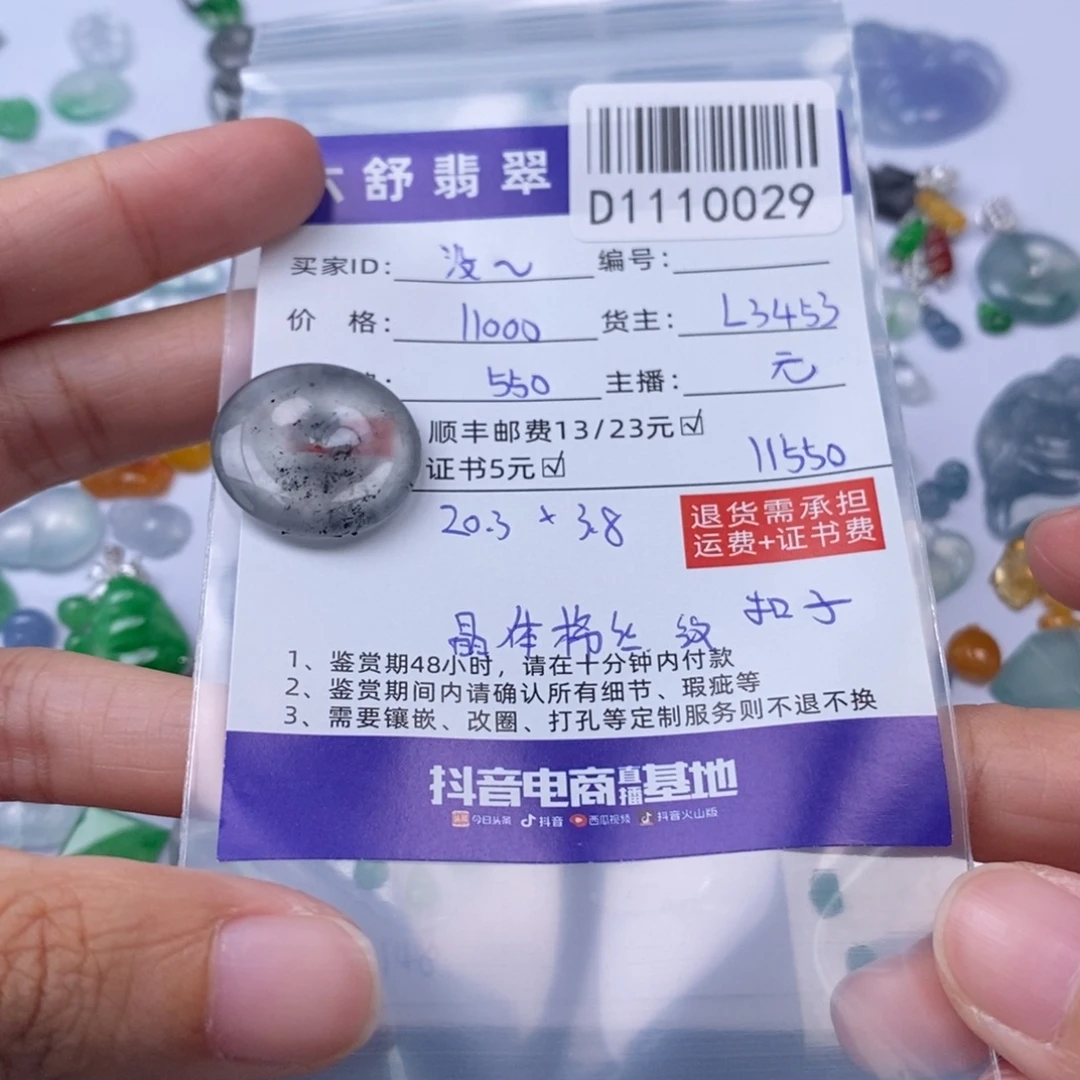 舒翡翠
D1110029
买家ID: 没~ 编号:
价 格: 11000 货主: L3453
: 550 主播: 元
顺丰邮费13/23元☑
证书5元☑ 11550
20.3 × 3.8
退货需承担
运费+证书费
晶体棉丝 纹 扣子
1、鉴赏期48小时，请在十分钟内付款
2、鉴赏期间内请确认所有细节、瑕疵等
3、需要镶嵌、改圈、打孔等定制服务则不退不换
抖音电商直播基地
头条 今日头条 抖音 西瓜视频 抖音火山版